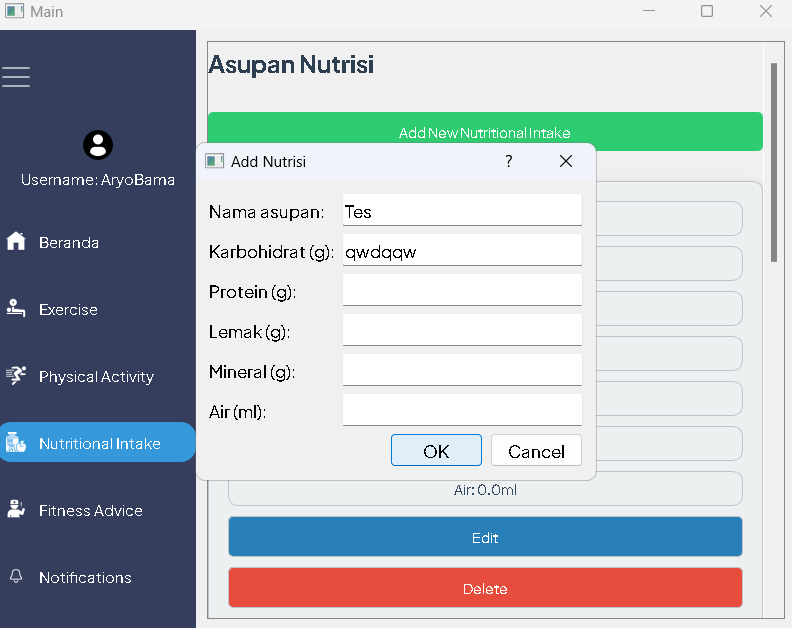 Main
Username: AryoBama
Beranda
Exercise
Physical Activity
Nutritional Intake
Fitness Advice
Notifications
Asupan Nutrisi
Add New Nutritional Intake
Add Nutrisi
?
Nama asupan: Tes
Karbohidrat (g): qwdqqw
Protein (g):
Lemak (g):
Mineral (g):
Air (ml):
OK Cancel
Air: 0.0ml
Edit
Delete